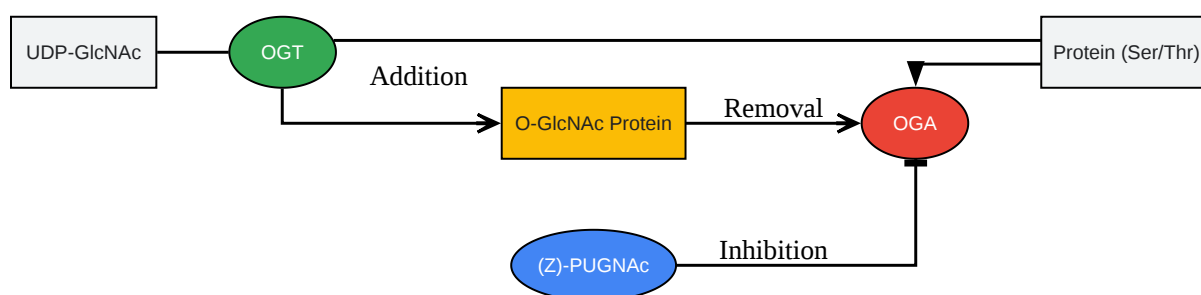 UDP-GlcNAc
OGT
Protein (Ser/Thr)
Addition
O-GlcNAc Protein
Removal
OGA
(Z)-PUGNAc
Inhibition